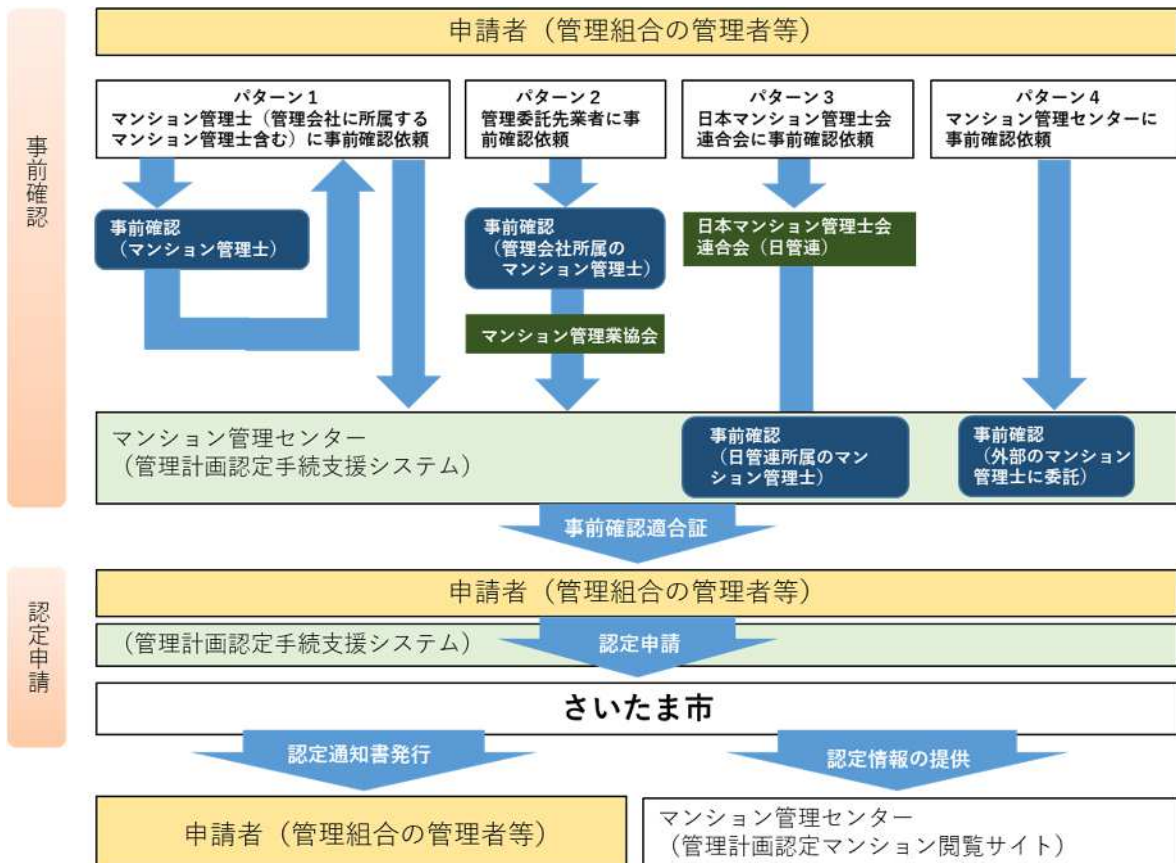 事前確認
申請者（管理組合の管理者等）
パターン１
マンション管理士（管理会社に所属する
マンション管理士含む）に事前確認依頼
パターン２
管理委託先業者に事
前確認依頼
パターン３
日本マンション管理士会
連合会に事前確認依頼
パターン４
マンション管理センターに
事前確認依頼
事前確認
（マンション管理士）
事前確認
（管理会社所属の
マンション管理士）
日本マンション管理士会
連合会（日管連）
マンション管理業協会
マンション管理センター
（管理計画認定手続支援システム）
事前確認
（日管連所属のマン
ション管理士）
事前確認
（外部のマンション
管理士に委託）
事前確認適合証
認定申請
申請者（管理組合の管理者等）
（管理計画認定手続支援システム）
認定申請
さいたま市
認定通知書発行
認定情報の提供
申請者（管理組合の管理者等）
マンション管理センター
（管理計画認定マンション閲覧サイト）